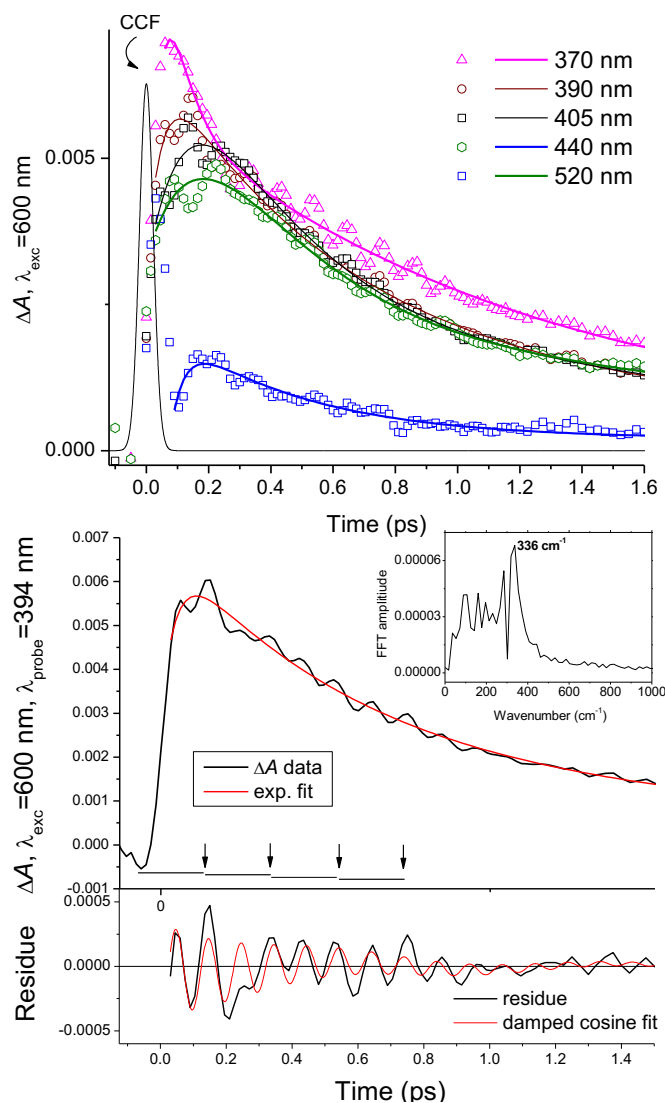 CCF
370 nm
390 nm
405 nm
440 nm
520 nm
0.005
0.000
ΔA, λexc=600 nm
0.0 0.2 0.4 0.6 0.8 1.0 1.2 1.4 1.6
Time (ps)
0.007
0.006
0.005
0.004
0.003
0.002
0.001
0.000
-0.001
ΔA, λexc=600 nm, λprobe=394 nm
336 cm-1
0.00006
0.00003
0.00000
FFT amplitude
0 200 400 600 800 1000
Wavenumber (cm-1)
ΔA data
exp. fit
0
0.0005
0.0000
-0.0005
Residue
residue
damped cosine fit
0.0 0.2 0.4 0.6 0.8 1.0 1.2 1.4
Time (ps)